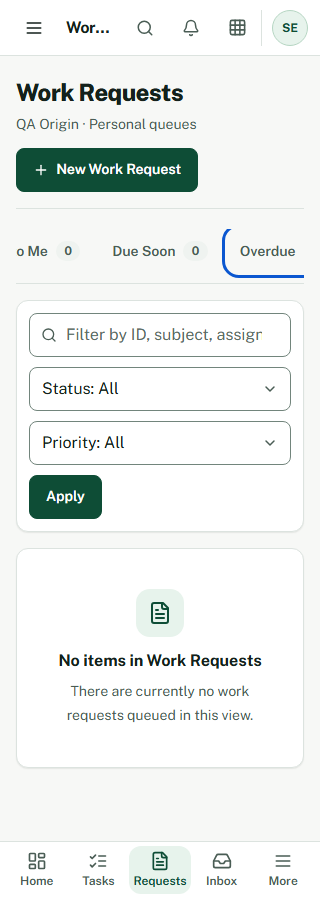 Wor...
SE
Work Requests
QA Origin · Personal queues
+ New Work Request
o Me 0 Due Soon 0 Overdue
Filter by ID, subject, assigr
Status: All
Priority: All
Apply
No items in Work Requests
There are currently no work
requests queued in this view.
Home Tasks Requests Inbox More